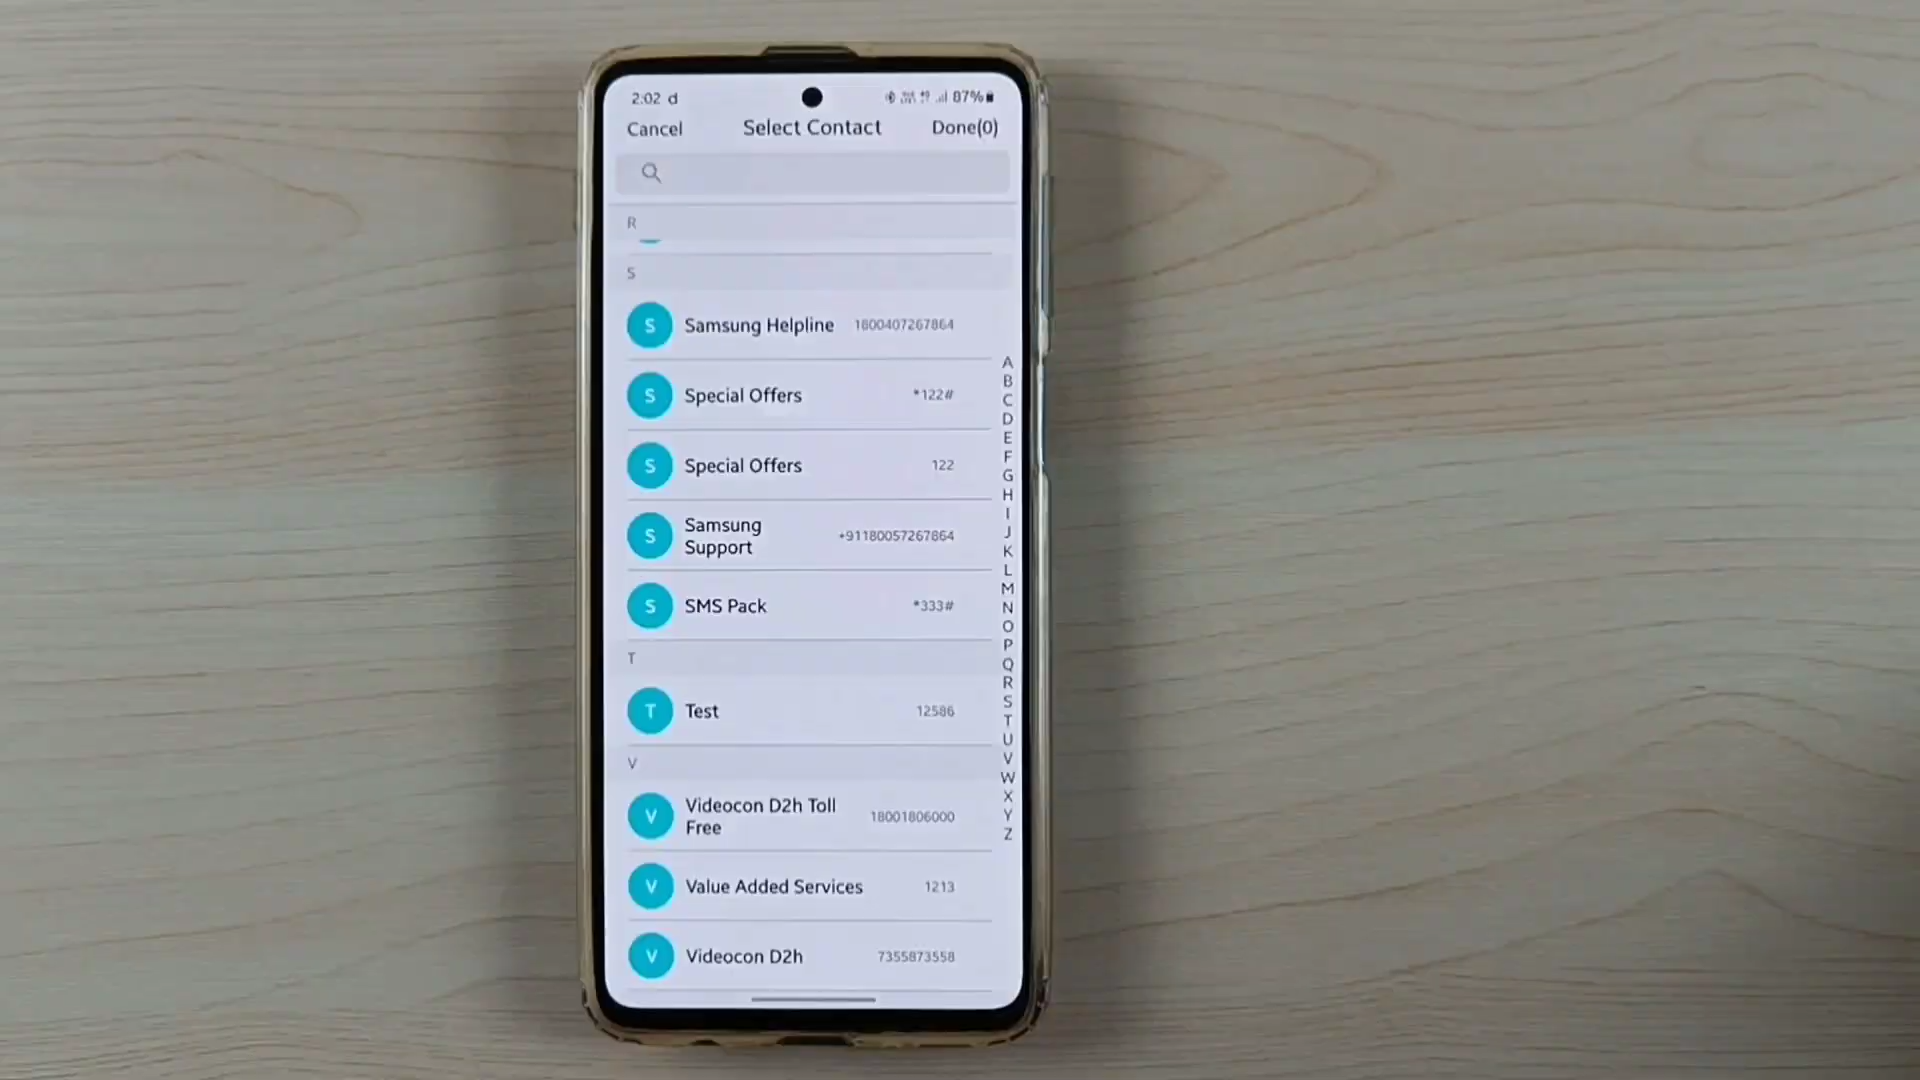 2:02 d 87%
Cancel Select Contact Done(0)
R
S
S Samsung Helpline 1800407267864
S Special Offers *122#
S Special Offers 122
S Samsung
Support +91180057267864
S SMS Pack *333#
T
T Test 12586
V
V Videocon D2h Toll
Free 18001806000
V Value Added Services 1213
V Videocon D2h 7355873558
A
B
C
D
E
F
G
H
I
J
K
L
M
N
O
P
Q
R
S
T
U
V
W
X
Y
Z